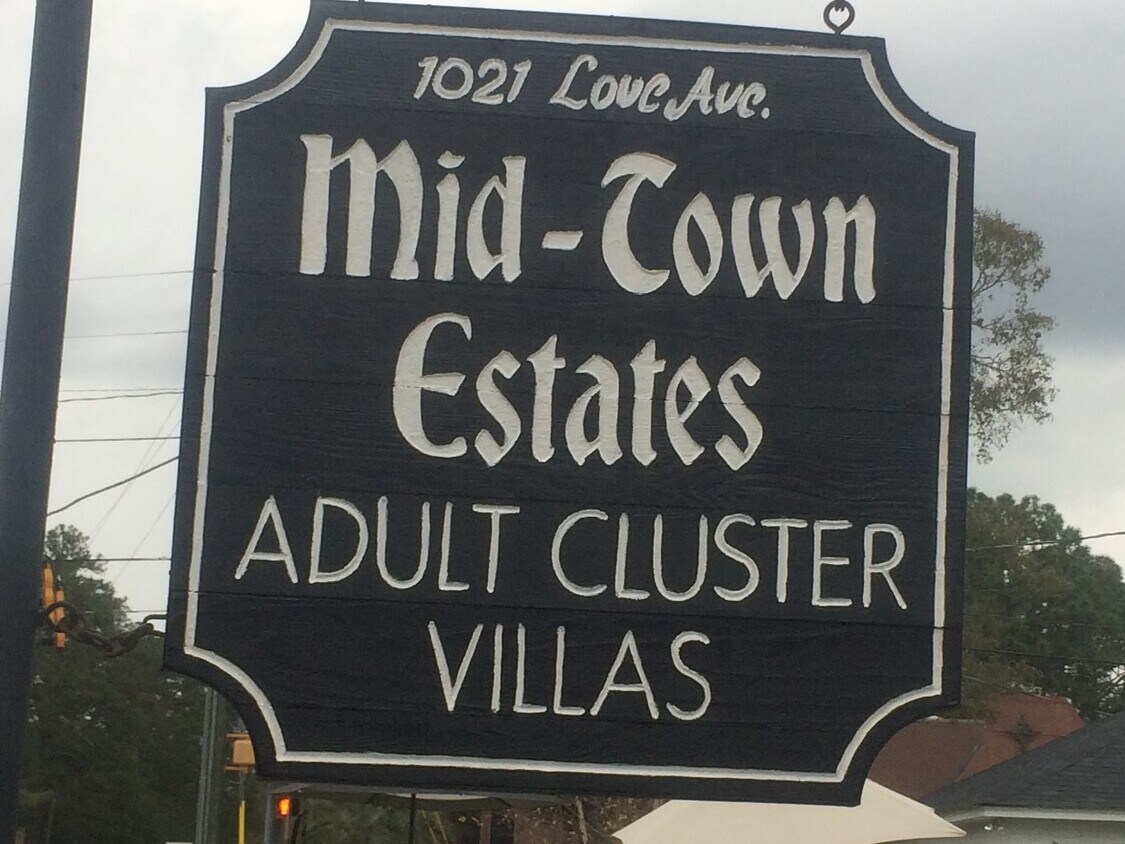 1021 Love Ave.
Mid-Town
Estates
ADULT CLUSTER
VILLAS